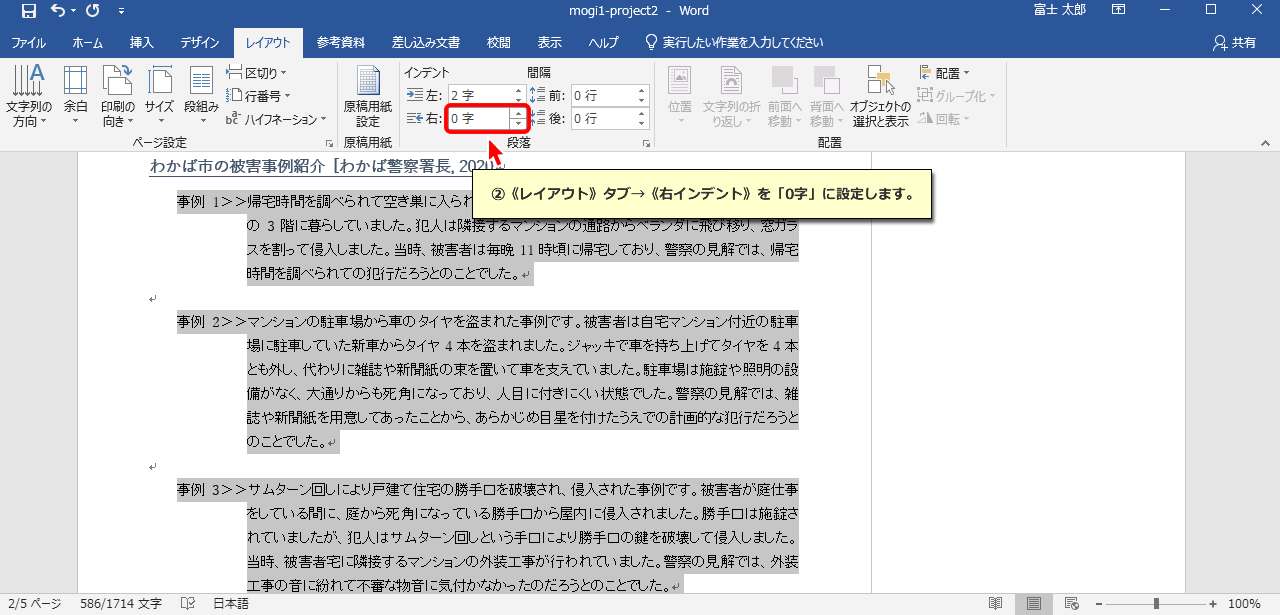 mogi1-project2 - Word
富士 太郎
ファイル ホーム 挿入 デザイン レイアウト 参考資料 差し込み文書 校閲 表示 ヘルプ 実行したい作業を入力してください 共有
文字列の方向 余白 印刷の向き サイズ 段組み
区切り
行番号
ハイフネーション
ページ設定
原稿用紙設定
原稿用紙
インデント 間隔
左: 2 字 前: 0 行
右: 0 字 後: 0 行
段落
位置 文字列の折り返し 前面へ移動 背面へ移動 オブジェクトの選択と表示
配置
グループ化
回転
配置
わかば市の被害事例紹介［わかば警察署長, 2020
②《レイアウト》タブ→《右インデント》を「0字」に設定します。
事例 1>>帰宅時間を調べられて空き巣に入られ
の 3 階に暮らしていました。犯人は隣接するマンションの通路からベランダに飛び移り、窓ガラ
スを割って侵入しました。当時、被害者は毎晩 11 時頃に帰宅しており、警察の見解では、帰宅
時間を調べられての犯行だろうとのことでした。
事例 2>>マンションの駐車場から車のタイヤを盗まれた事例です。被害者は自宅マンション付近の駐車
場に駐車していた新車からタイヤ 4 本を盗まれました。ジャッキで車を持ち上げてタイヤを 4 本
とも外し、代わりに雑誌や新聞紙の束を置いて車を支えていました。駐車場は施錠や照明の設
備がなく、大通りからも死角になっており、人目に付きにくい状態でした。警察の見解では、雑
誌や新聞紙を用意してあったことから、あらかじめ目星を付けたうえでの計画的な犯行だろうと
のことでした。
事例 3>>サムターン回しにより戸建て住宅の勝手口を破壊され、侵入された事例です。被害者が庭仕事
をしている間に、庭から死角になっている勝手口から屋内に侵入されました。勝手口は施錠さ
れていましたが、犯人はサムターン回しという手口により勝手口の鍵を破壊して侵入しました。
当時、被害者宅に隣接するマンションの外装工事が行われていました。警察の見解では、外装
工事の音に紛れて不審な物音に気付かなかったのだろうとのことでした。
2/5 ページ 586/1714 文字 日本語 100%